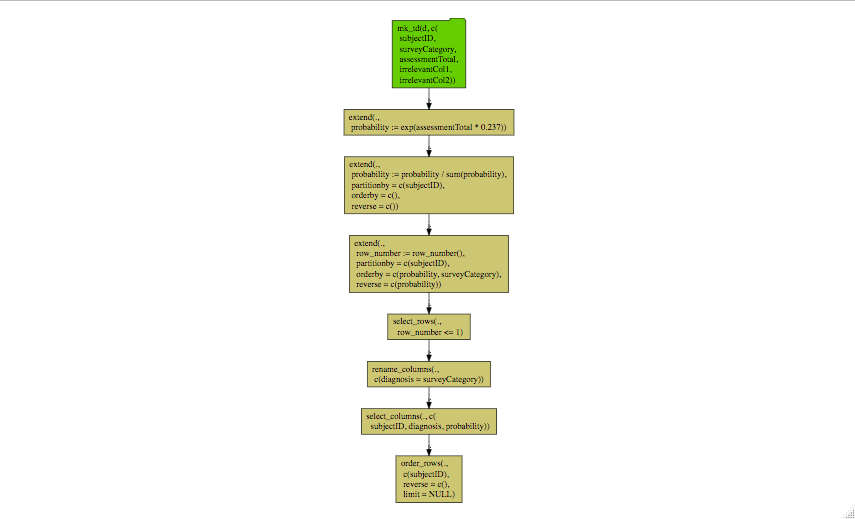 mk_td(d, c(
subjectID,
surveyCategory,
assessmentTotal,
irrelevantCol1,
irrelevantCol2))
extend(.,
probability := exp(assessmentTotal * 0.237))
extend(.,
probability := probability / sum(probability),
partitionby = c(subjectID),
orderby = c(),
reverse = c())
extend(.,
row_number := row_number(),
partitionby = c(subjectID),
orderby = c(probability, surveyCategory),
reverse = c(probability))
select_rows(.,
row_number <= 1)
rename_columns(.,
c(diagnosis = surveyCategory))
select_columns(., c(
subjectID, diagnosis, probability))
order_rows(.,
c(subjectID),
reverse = c(),
limit = NULL)